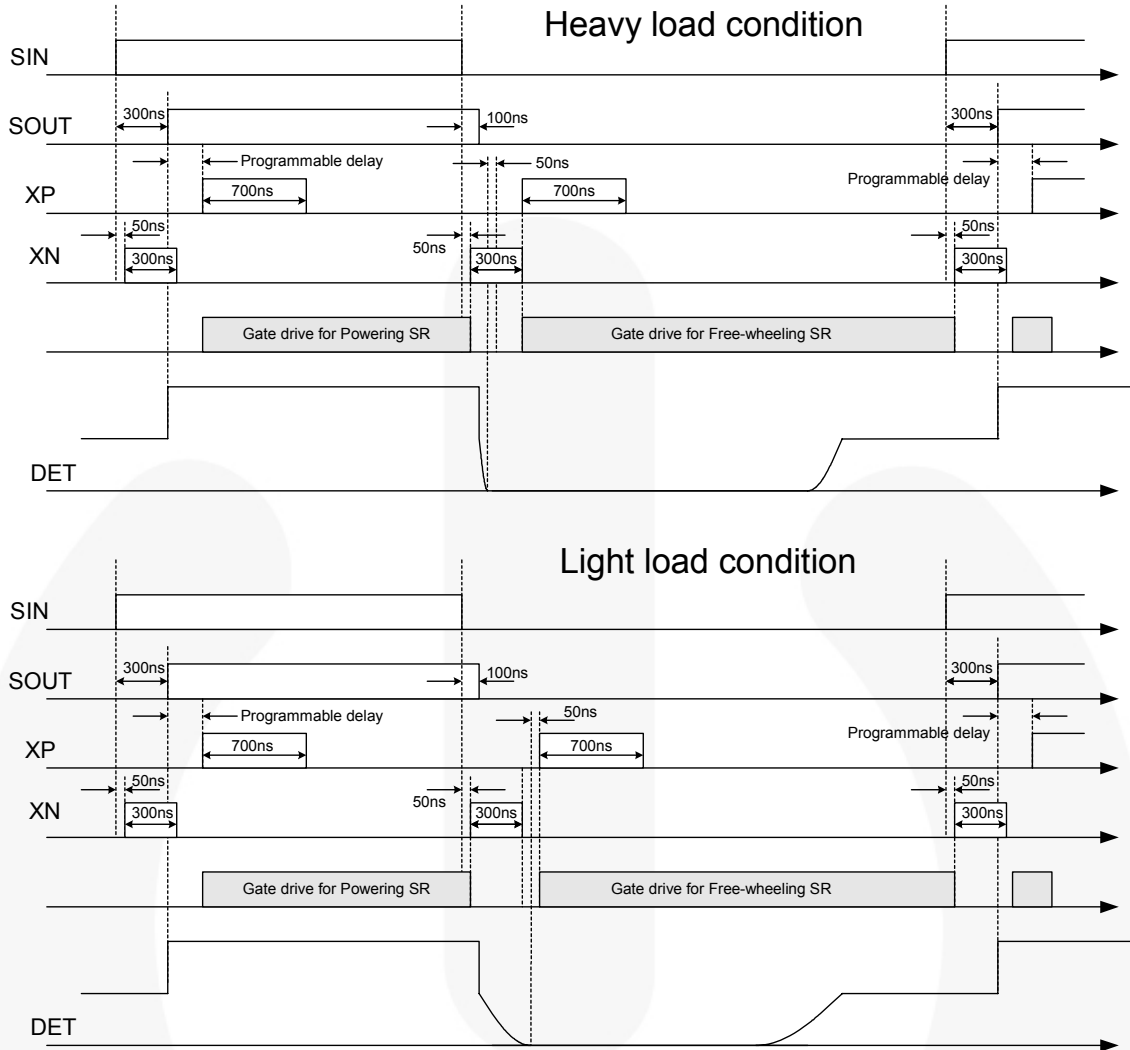 Heavy load condition
SIN
300ns
100ns
300ns
SOUT
Programmable delay
50ns
Programmable delay
XP
700ns
700ns
50ns
50ns
50ns
XN
300ns
300ns
300ns
Gate drive for Powering SR
Gate drive for Free-wheeling SR
DET
Light load condition
SIN
300ns
100ns
300ns
SOUT
Programmable delay
50ns
Programmable delay
XP
700ns
700ns
50ns
50ns
50ns
XN
300ns
300ns
300ns
Gate drive for Powering SR
Gate drive for Free-wheeling SR
DET